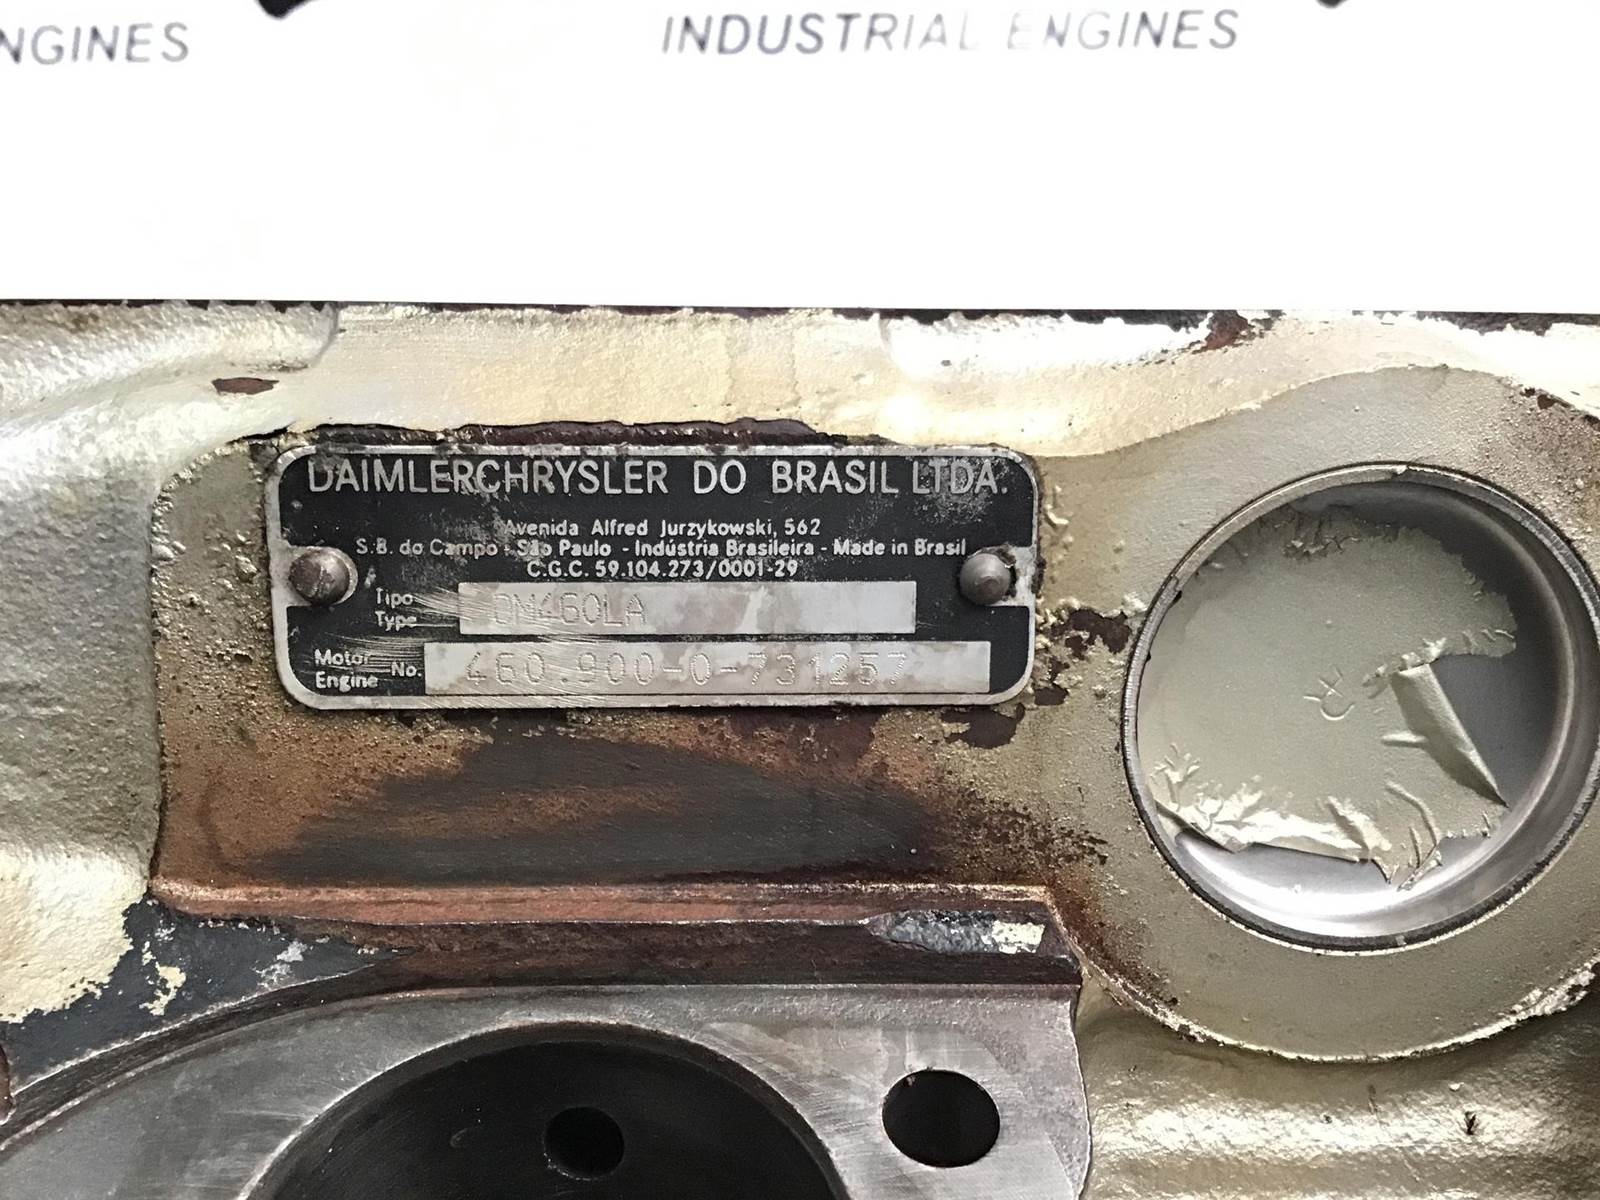 NGINES
INDUSTRIAL ENGINES
DAIMLERCHRYSLER DO BRASIL LTDA.
Avenida Alfred Jurzykowski, 562
S.B. do Campo - São Paulo - Indústria Brasileira - Made in Brasil
C.G.C. 59.104.273/0001-29
Tipo
Type
OM460LA
Motor
Engine
No.
460.900-0-731257